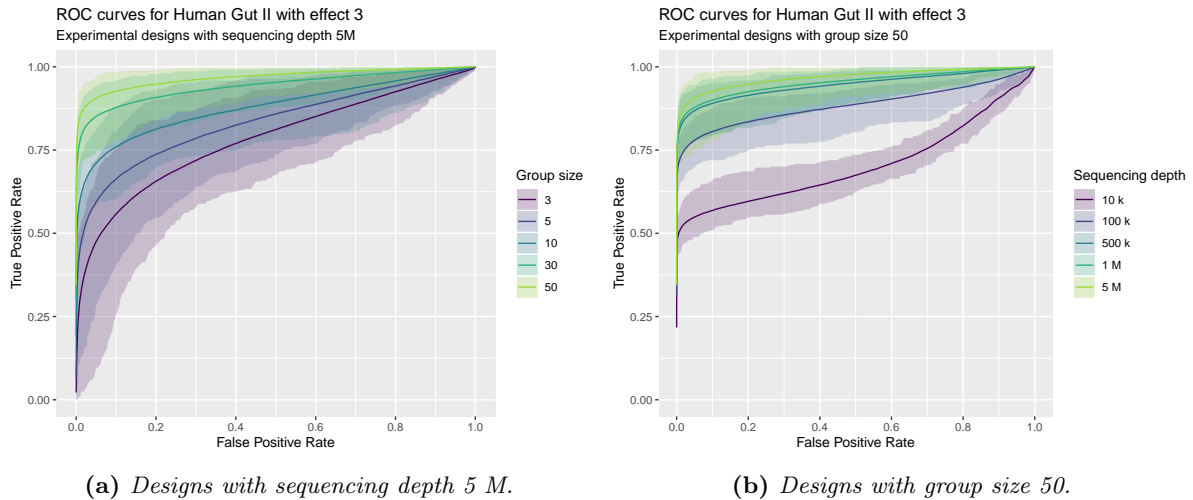 ROC curves for Human Gut II with effect 3
Experimental designs with sequencing depth 5M
1.00
0.75
0.50
0.25
0.00
True Positive Rate
0.0 0.2 0.4 0.6 0.8 1.0
False Positive Rate
Group size
3
5
10
30
50
(a) Designs with sequencing depth 5 M.
ROC curves for Human Gut II with effect 3
Experimental designs with group size 50
1.00
0.75
0.50
0.25
0.00
True Positive Rate
0.0 0.2 0.4 0.6 0.8 1.0
False Positive Rate
Sequencing depth
10 k
100 k
500 k
1 M
5 M
(b) Designs with group size 50.